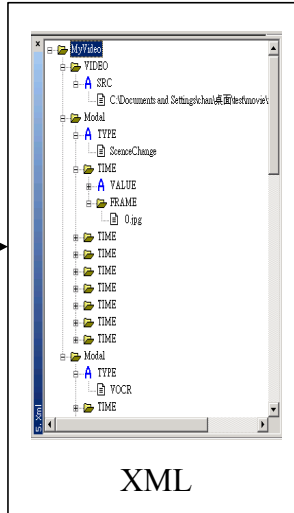 MyVideo
VIDEO
A SRC
C:\Documents and Settings\chan\桌面\test\movie\
Modal
A TYPE
ScenceChange
TIME
A VALUE
FRAME
0.jpg
TIME
TIME
TIME
TIME
TIME
TIME
TIME
Modal
A TYPE
VOCR
TIME
5. Xml
XML